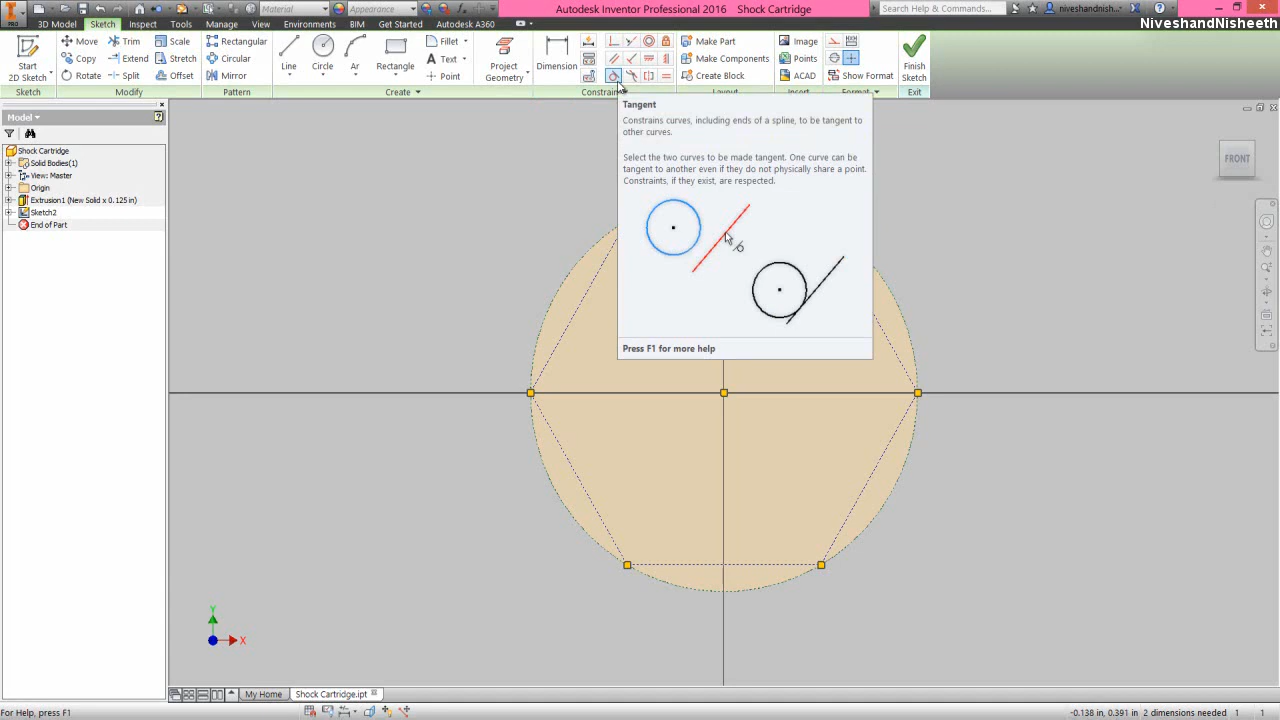 Autodesk Inventor Professional 2016 Shock Cartridge
Material
Appearance
Search Help & Commands...
niveshandnish...
NiveshandNisheeth
PRO
3D Model Sketch Inspect Tools Manage View Environments BIM Get Started Autodesk A360
Start
2D Sketch
Sketch
Move
Copy
Rotate
Trim
Extend
Split
Scale
Stretch
Offset
Modify
Rectangular
Circular
Mirror
Pattern
Line
Circle
Arc
Rectangle
Fillet
Text
Point
Create
Project
Geometry
Dimension
Make Part
Make Components
Create Block
Layout
Image
Points
ACAD
Insert
Show Format
Format
Finish
Sketch
Exit
Model
Shock Cartridge
Solid Bodies(1)
View: Master
Origin
Extrusion1 (New Solid x 0.125 in)
Sketch2
End of Part
Tangent
Constrains curves, including ends of a spline, to be tangent to
other curves.
Select the two curves to be made tangent. One curve can be
tangent to another even if they do not physically share a point.
Constraints, if they exist, are respected.
Press F1 for more help
FRONT
Y
X
My Home Shock Cartridge.ipt
For Help, press F1
-0.138 in, 0.391 in 2 dimensions needed 1 1